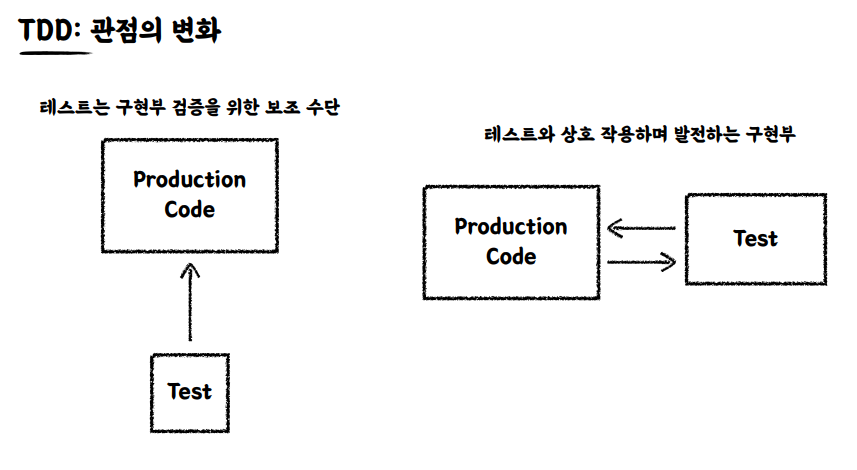 TDD: 관점의 변화
테스트는 구현부 검증을 위한 보조 수단
Production
Code
Test
테스트와 상호 작용하며 발전하는 구현부
Production
Code
Test